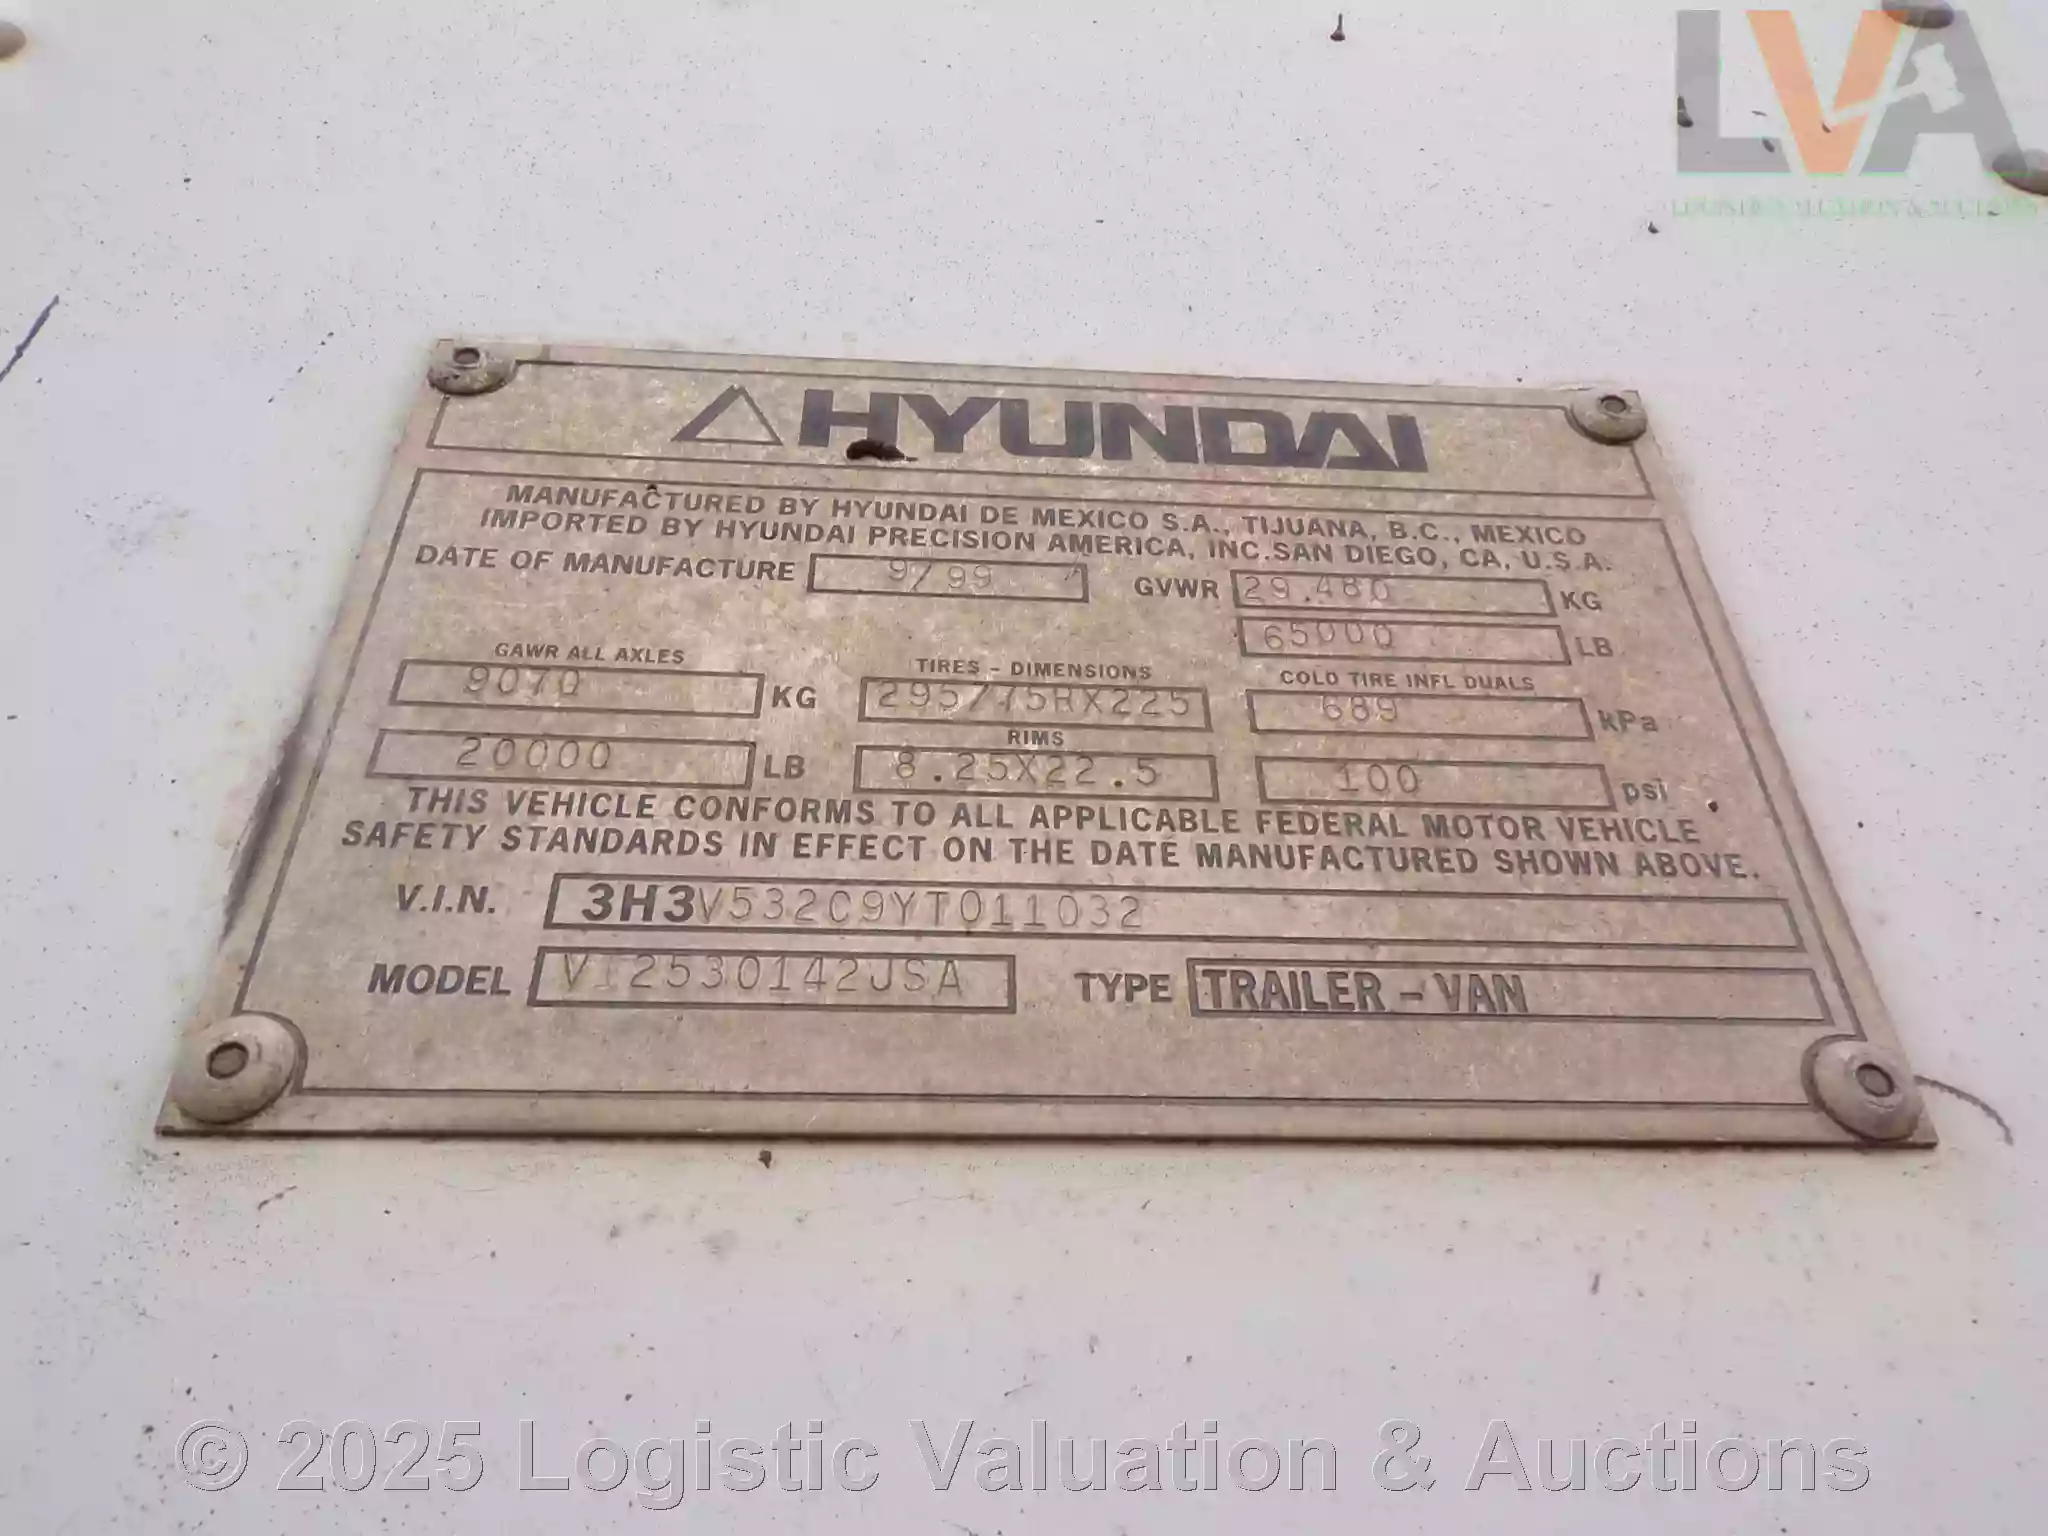 LVA
LOGISTIC VALUATION & AUCTIONS
HYUNDAI
MANUFACTURED BY HYUNDAI DE MEXICO S.A., TIJUANA, B.C., MEXICO
IMPORTED BY HYUNDAI PRECISION AMERICA, INC. SAN DIEGO, CA, U.S.A.
DATE OF MANUFACTURE 9/99 GVWR 29.480 KG
65000 LB
GAWR ALL AXLES TIRES - DIMENSIONS COLD TIRE INFL DUALS
9070 KG 295/75RX225 689 kPa
RIMS
20000 LB 8.25X22.5 100 psi
THIS VEHICLE CONFORMS TO ALL APPLICABLE FEDERAL MOTOR VEHICLE
SAFETY STANDARDS IN EFFECT ON THE DATE MANUFACTURED SHOWN ABOVE.
V.I.N. 3H3V532C9YT011032
MODEL VI2530142JSA TYPE TRAILER - VAN
© 2025 Logistic Valuation & Auctions